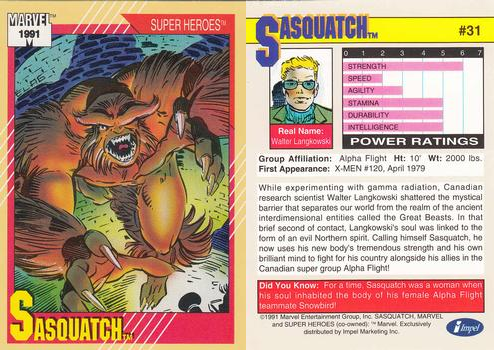 MARVEL™
1991
SUPER HEROES™
SASQUATCH™
SASQUATCH™
#31
0 1 2 3 4 5 6 7
STRENGTH
SPEED
AGILITY
STAMINA
DURABILITY
INTELLIGENCE
POWER RATINGS
Real Name:
Walter Langkowski
Group Affiliation: Alpha Flight Ht: 10' Wt: 2000 lbs.
First Appearance: X-MEN #120, April 1979
While experimenting with gamma radiation, Canadian
research scientist Walter Langkowski shattered the mystical
barrier that separates our world from the realm of the ancient
interdimensional entities called the Great Beasts. In that
brief second of contact, Langkowski's soul was linked to the
form of an evil Northern spirit. Calling himself Sasquatch, he
now uses his new body's tremendous strength and his own
brilliant mind to fight for his country alongside his allies in the
Canadian super group Alpha Flight!
Did You Know: For a time, Sasquatch was a woman when
his soul inhabited the body of his female Alpha Flight
teammate Snowbird!
©1991 Marvel Entertainment Group, Inc. SASQUATCH, MARVEL
and SUPER HEROES (co-owned): ™ Marvel. Exclusively
distributed by Impel Marketing Inc.
impel